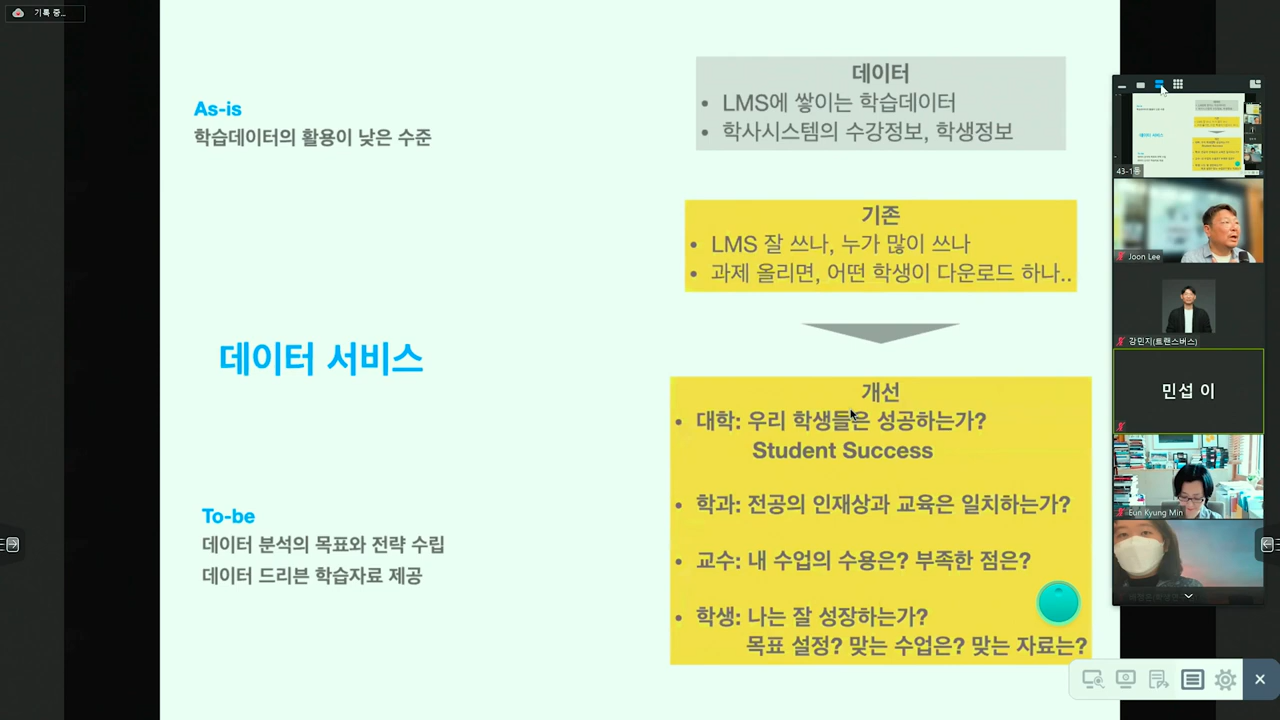 기록 중...
As-is
학습데이터의 활용이 낮은 수준
데이터 서비스
To-be
데이터 분석의 목표와 전략 수립
데이터 드리븐 학습자료 제공
데이터
• LMS에 쌓이는 학습데이터
• 학사시스템의 수강정보, 학생정보
기존
• LMS 잘 쓰나, 누가 많이 쓰나
• 과제 올리면, 어떤 학생이 다운로드 하나..
개선
• 대학: 우리 학생들은 성공하는가?
Student Success
• 학과: 전공의 인재상과 교육은 일치하는가?
• 교수: 내 수업의 수용은? 부족한 점은?
• 학생: 나는 잘 성장하는가?
목표 설정? 맞는 수업은? 맞는 자료는?
43-1동
Joon Lee
강민지(트랜스버스)
민섭 이
Eun Kyung Min